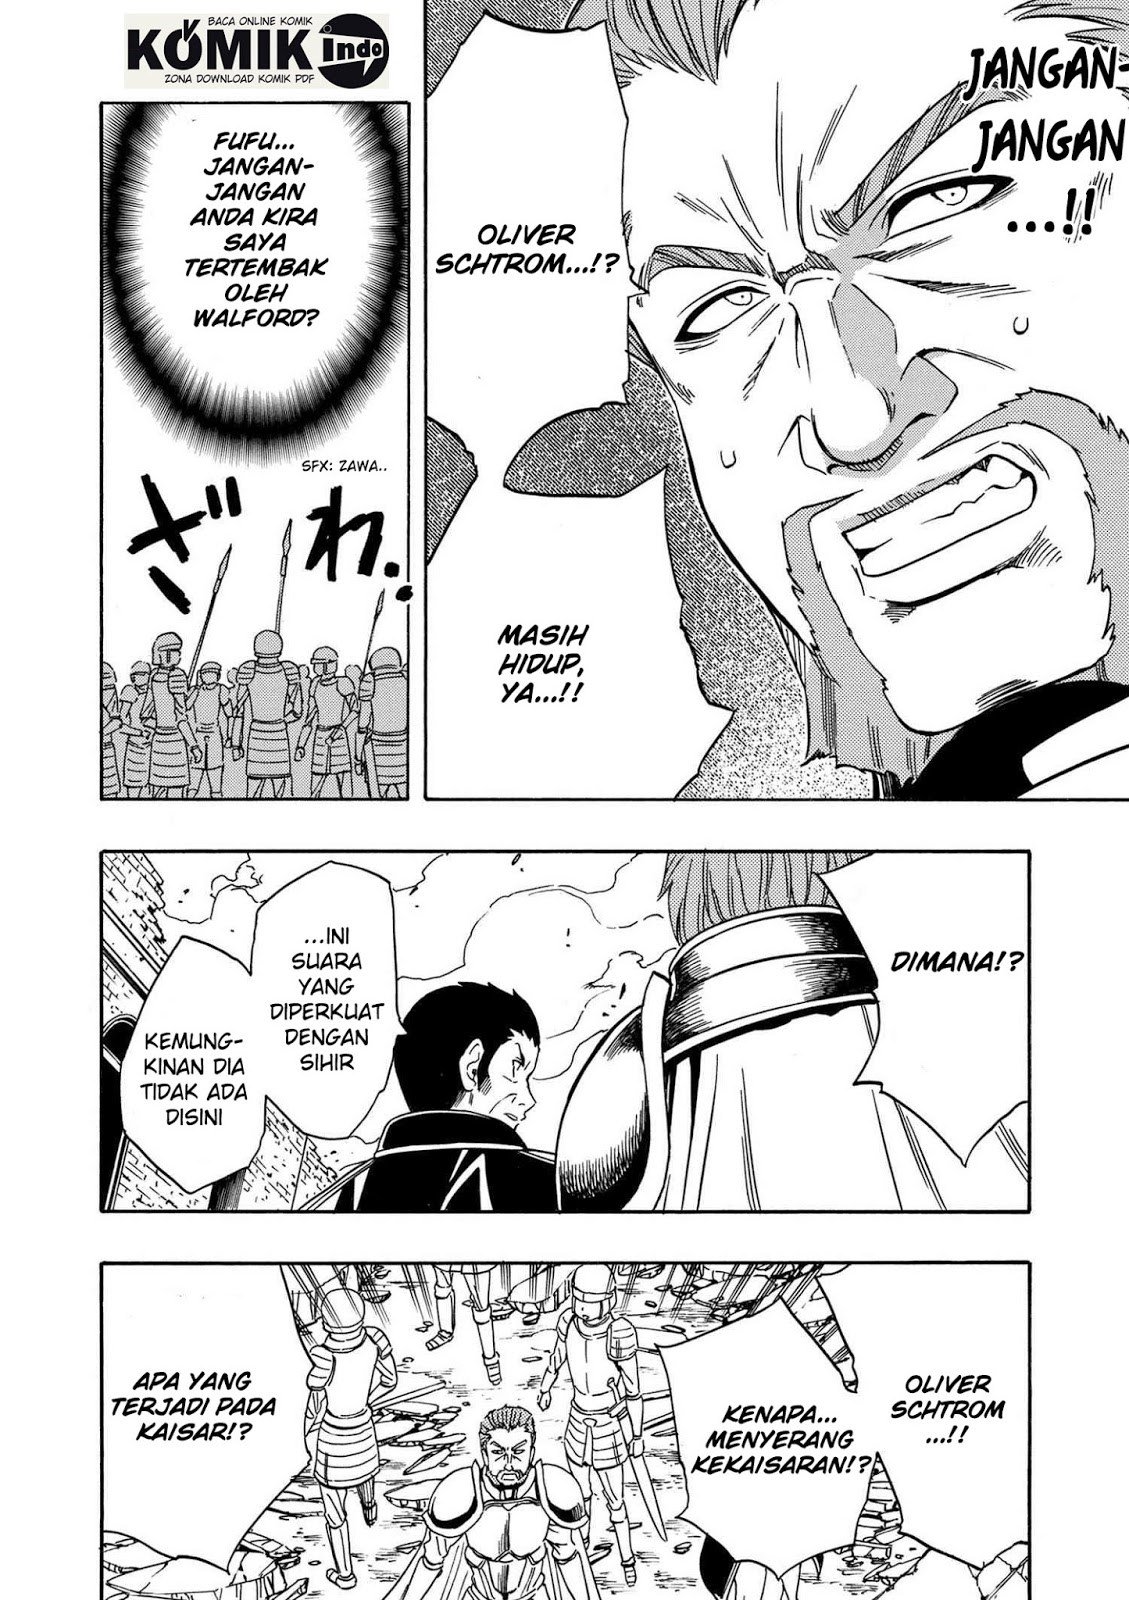 BACA ONLINE KOMIK
KOMIK Indo
ZONA DOWNLOAD KOMIK PDF
JANGAN-
JANGAN
...!!
OLIVER
SCHTROM...!?
MASIH
HIDUP,
YA...!!
FUFU...
JANGAN-
JANGAN
ANDA KIRA
SAYA
TERTEMBAK
OLEH
WALFORD?
SFX: ZAWA..
ざわ.
DIMANA!?
...INI
SUARA
YANG
DIPERKUAT
DENGAN
SIHIR
KEMUNG-
KINAN DIA
TIDAK ADA
DISINI
OLIVER
SCHTROM
...!!
KENAPA...
MENYERANG
KEKAISARAN!?
APA YANG
TERJADI PADA
KAISAR!?